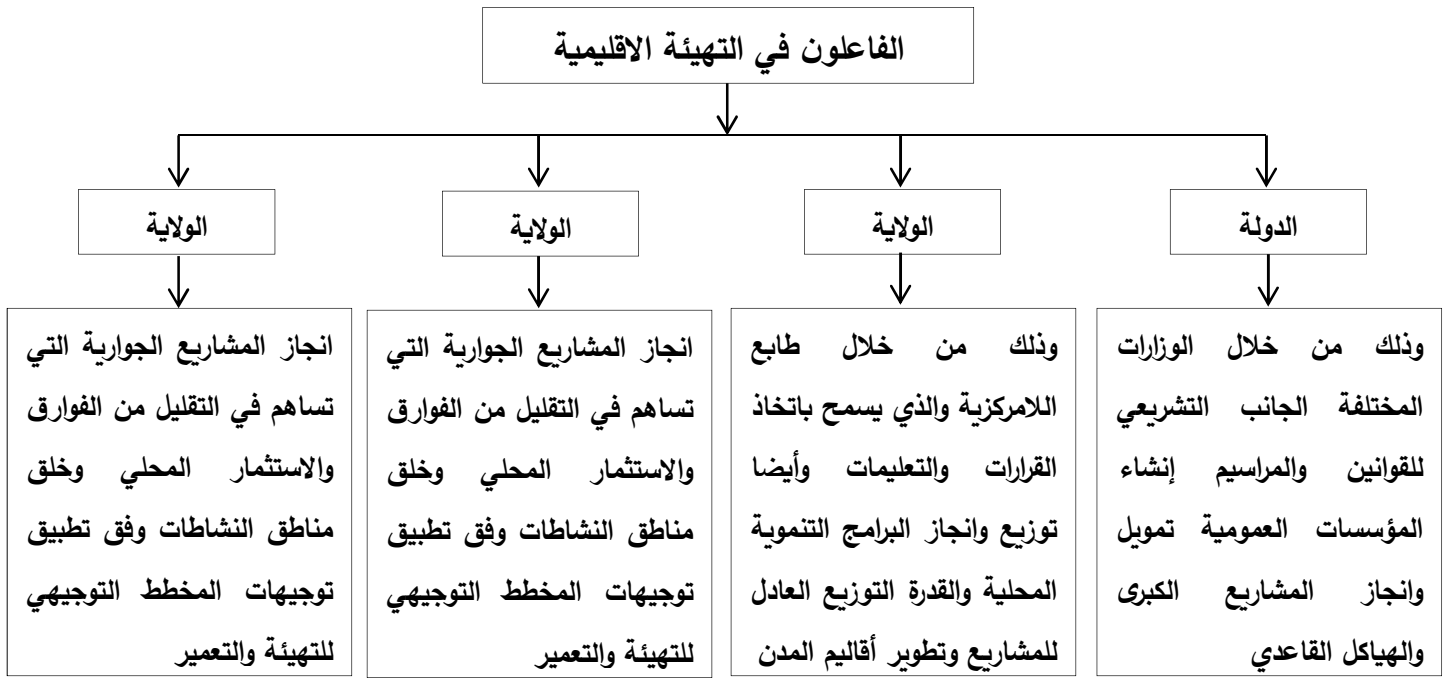 الفاعلون في التهيئة الاقليمية
الدولة
الولاية
الولاية
الولاية
وذلك من خلال الوزارات
المختلفة الجانب التشريعي
للقوانين والمراسيم إنشاء
المؤسسات العمومية تمويل
وانجاز المشاريع الكبرى
والهياكل القاعدي
وذلك من خلال طابع
اللامركزية والذي يسمح باتخاذ
القرارات والتعليمات وأيضا
توزيع وانجاز البرامج التنموية
المحلية والقدرة التوزيع العادل
للمشاريع وتطوير أقاليم المدن
انجاز المشاريع الجوارية التي
تساهم في التقليل من الفوارق
والاستثمار المحلي وخلق
مناطق النشاطات وفق تطبيق
توجيهات المخطط التوجيهي
للتهيئة والتعمير
انجاز المشاريع الجوارية التي
تساهم في التقليل من الفوارق
والاستثمار المحلي وخلق
مناطق النشاطات وفق تطبيق
توجيهات المخطط التوجيهي
للتهيئة والتعمير